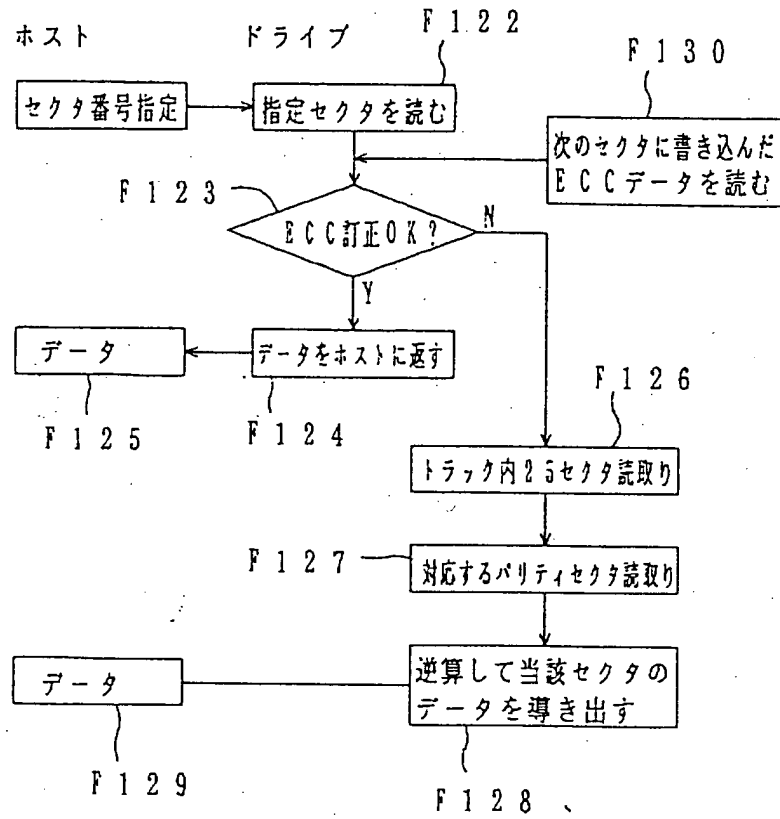 ホスト
ドライブ
F122
F130
セクタ番号指定
指定セクタを読む
次のセクタに書き込んだ
ECCデータを読む
F123
ECC訂正OK?
N
Y
データ
データをホストに返す
F125
F124
F126
トラック内25セクタ読取り
F127
対応するパリティセクタ読取り
データ
逆算して当該セクタの
データを導き出す
F129
F128、